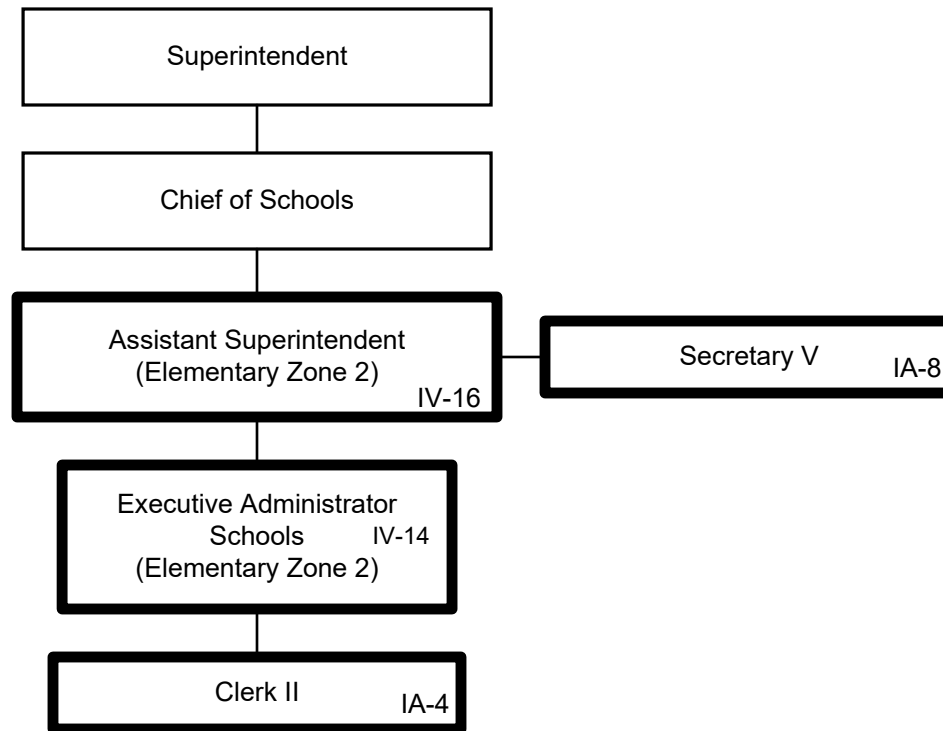 Superintendent
Chief of Schools
Assistant Superintendent
(Elementary Zone 2)
IV-16
Secretary V
IA-8
Executive Administrator
Schools IV-14
(Elementary Zone 2)
Clerk II
IA-4